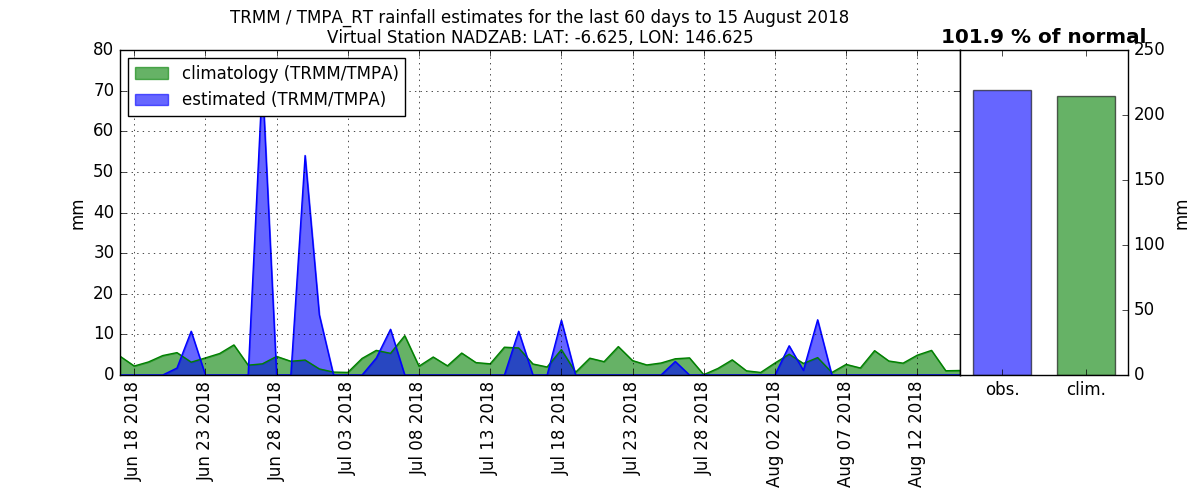 TRMM / TMPA_RT rainfall estimates for the last 60 days to 15 August 2018
Virtual Station NADZAB: LAT: -6.625, LON: 146.625
101.9 % of normal
climatology (TRMM/TMPA)
estimated (TRMM/TMPA)
mm
80
70
60
50
40
30
20
10
0
Jun 18 2018
Jun 23 2018
Jun 28 2018
Jul 03 2018
Jul 08 2018
Jul 13 2018
Jul 18 2018
Jul 23 2018
Jul 28 2018
Aug 02 2018
Aug 07 2018
Aug 12 2018
obs.
clim.
250
200
150
100
50
0
mm